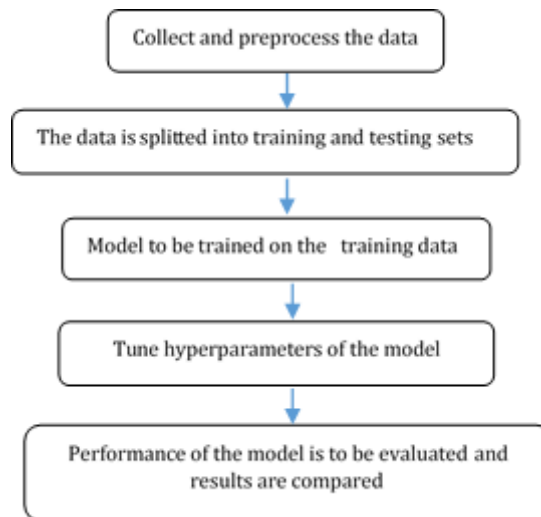 Collect and preprocess the data
The data is splitted into training and testing sets
Model to be trained on the training data
Tune hyperparameters of the model
Performance of the model is to be evaluated and
results are compared